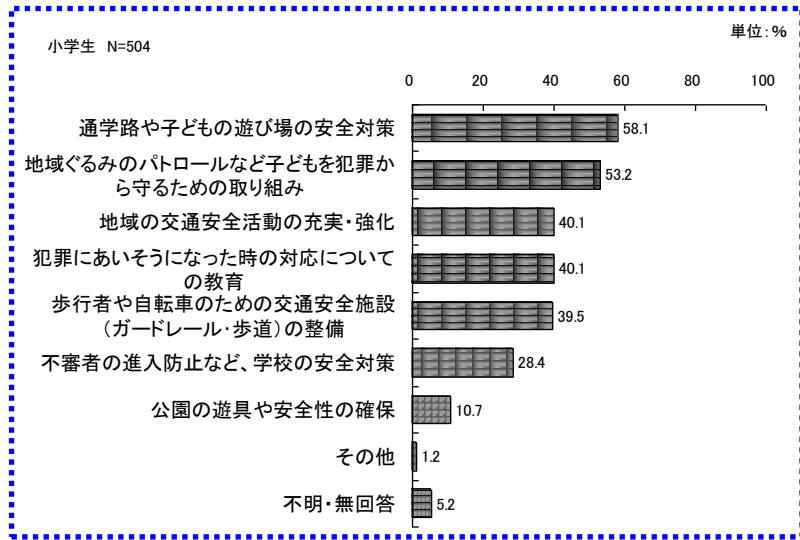 単位:%
小学生 N=504
0 20 40 60 80 100
通学路や子どもの遊び場の安全対策 58.1
地域ぐるみのパトロールなど子どもを犯罪か
ら守るための取り組み 53.2
地域の交通安全活動の充実・強化 40.1
犯罪にあいそうになった時の対応について
の教育 40.1
歩行者や自転車のための交通安全施設
(ガードレール・歩道)の整備 39.5
不審者の進入防止など、学校の安全対策 28.4
公園の遊具や安全性の確保 10.7
その他 1.2
不明・無回答 5.2